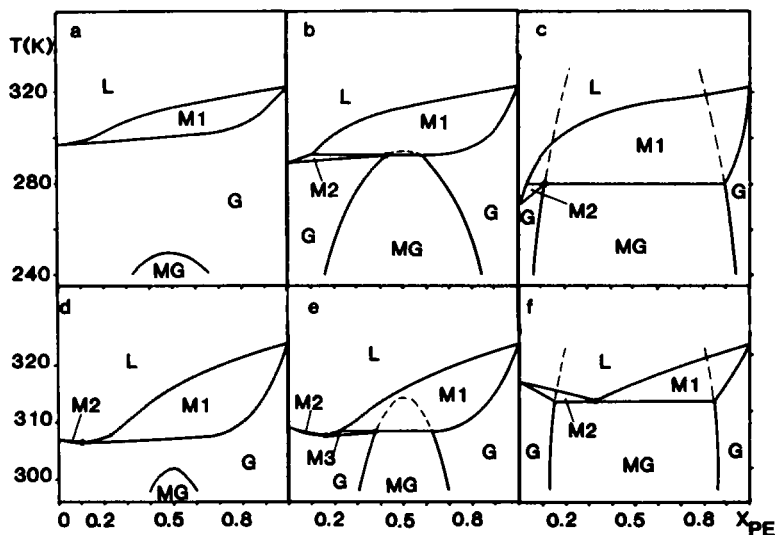 a b c
T(K)
L L L
320
M1 M1 M1
M2 M2
280
G G G G G
MG MG MG
240
d e f
320
L L L
M2 M1 M2 M1 M1
310
M3 M2
G G G G G
300
MG MG MG
0 0.2 0.5 0.8 0.2 0.5 0.8 0.2 0.5 0.8 XPE